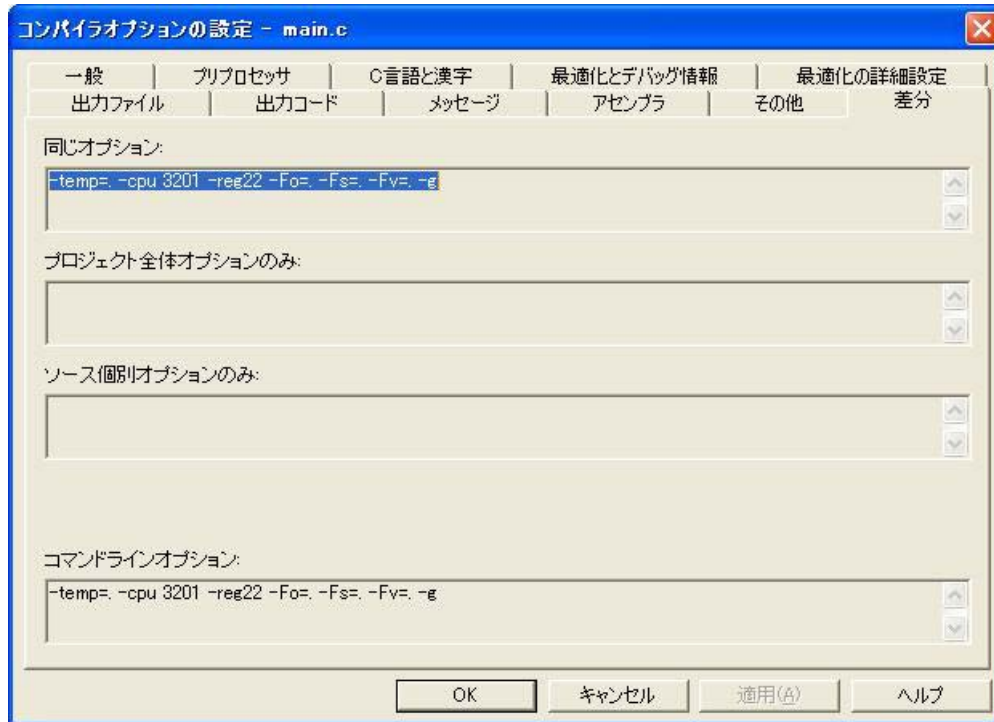 コンパイラオプションの設定 - main.c
一般 プリプロセッサ C言語と漢字 最適化とデバッグ情報 最適化の詳細設定
出力ファイル 出力コード メッセージ アセンブラ その他 差分
同じオプション:
-temp=. -cpu 3201 -reg22 -Fo=. -Fs=. -Fv=. -g
プロジェクト全体オプションのみ:
ソース個別オプションのみ:
コマンドラインオプション:
-temp=. -cpu 3201 -reg22 -Fo=. -Fs=. -Fv=. -g
OK キャンセル 適用(A) ヘルプ